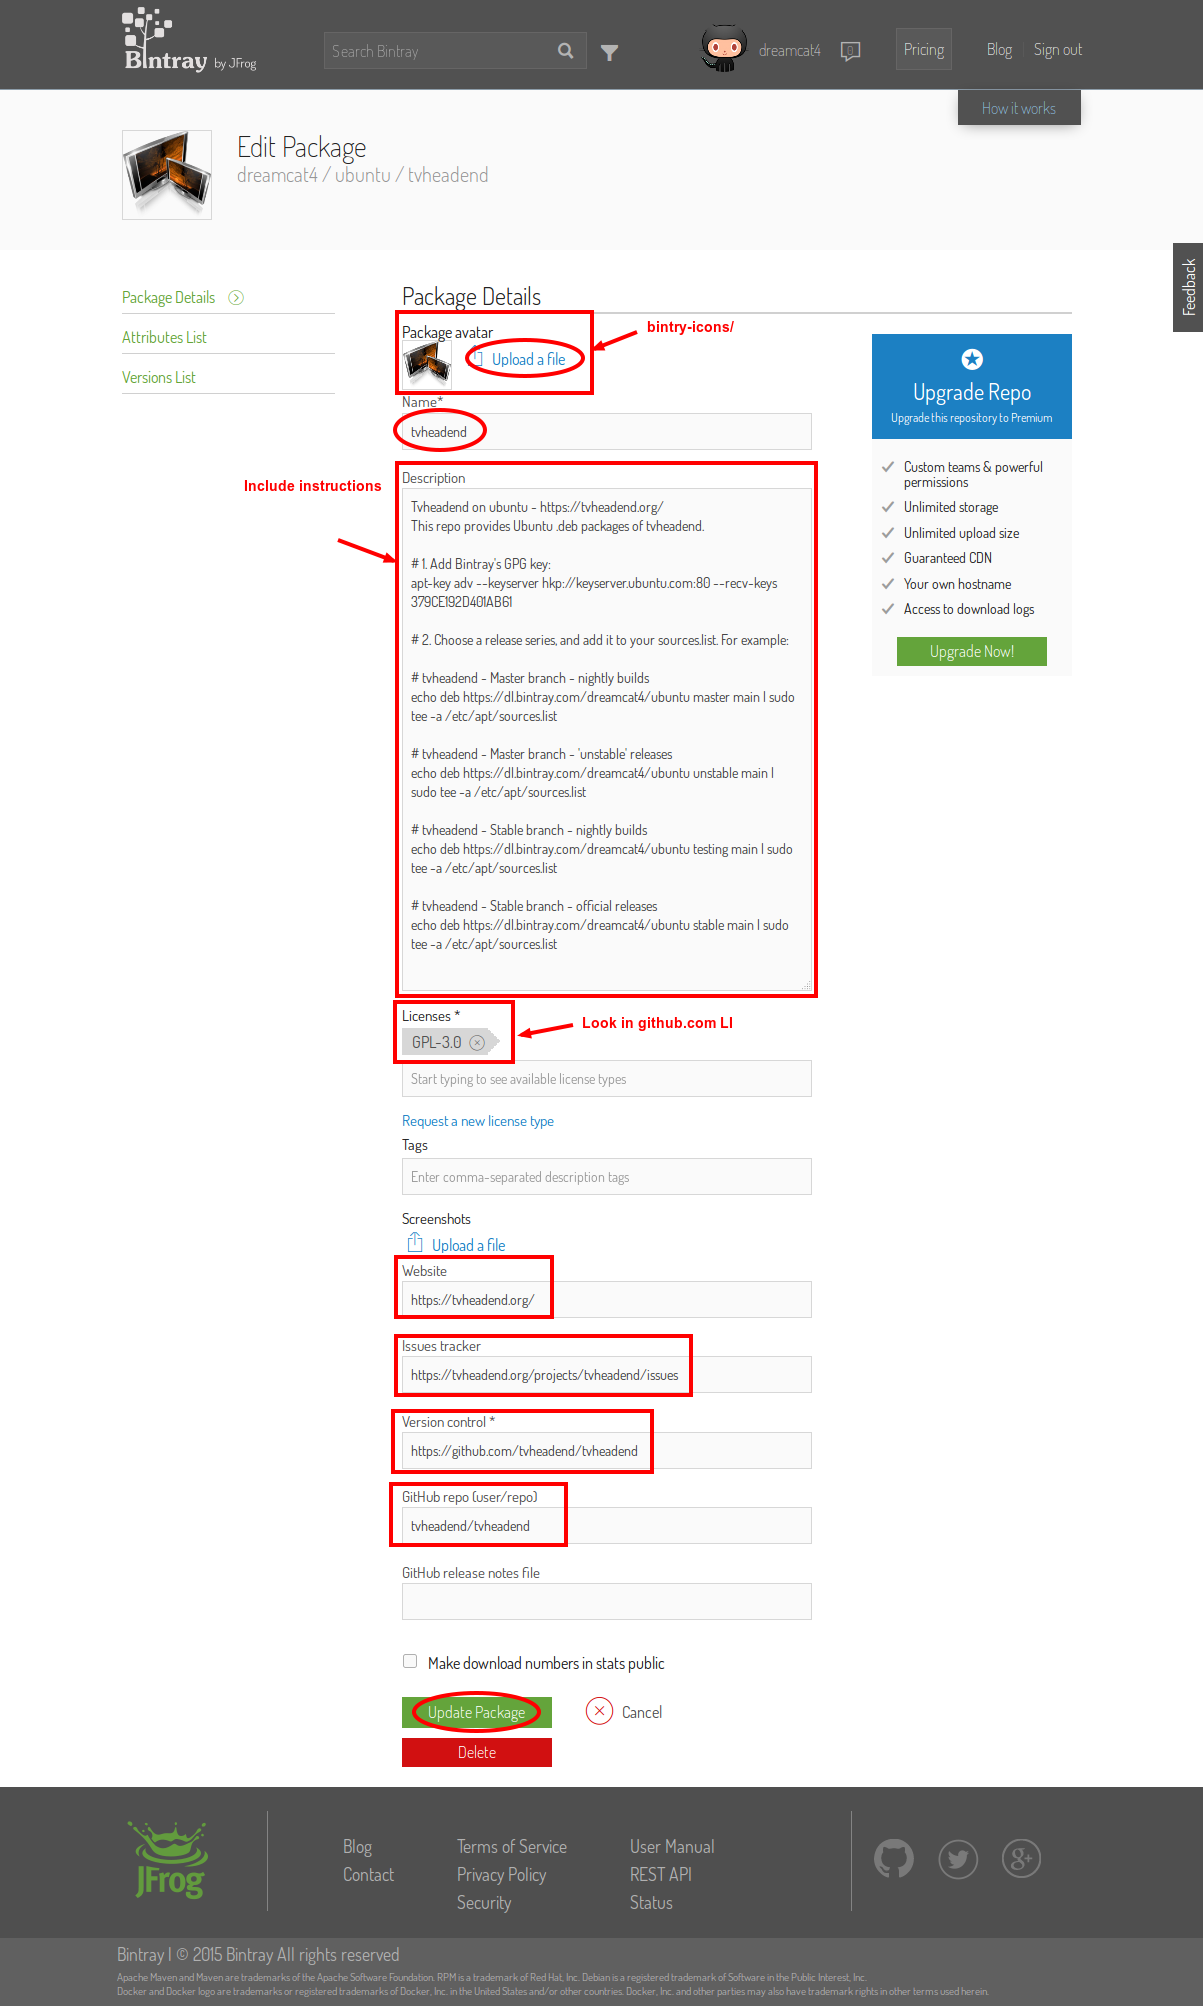 Bintray by JFrog
Search Bintray
dreamcat4
0
Pricing
Blog
Sign out
How it works
Edit Package
dreamcat4 / ubuntu / tvheadend
Feedback
Package Details
Attributes List
Versions List
Package Details
Package avatar
Upload a file
bintry-icons/
Name*
tvheadend
Include instructions
Description
Tvheadend on ubuntu - https://tvheadend.org/
This repo provides Ubuntu .deb packages of tvheadend.
# 1. Add Bintray's GPG key:
apt-key adv --keyserver hkp://keyserver.ubuntu.com:80 --recv-keys
379CE192D401AB61
# 2. Choose a release series, and add it to your sources.list. For example:
# tvheadend - Master branch - nightly builds
echo deb https://dl.bintray.com/dreamcat4/ubuntu master main | sudo
tee -a /etc/apt/sources.list
# tvheadend - Master branch - 'unstable' releases
echo deb https://dl.bintray.com/dreamcat4/ubuntu unstable main |
sudo tee -a /etc/apt/sources.list
# tvheadend - Stable branch - nightly builds
echo deb https://dl.bintray.com/dreamcat4/ubuntu testing main | sudo
tee -a /etc/apt/sources.list
# tvheadend - Stable branch - official releases
echo deb https://dl.bintray.com/dreamcat4/ubuntu stable main | sudo
tee -a /etc/apt/sources.list
Upgrade Repo
Upgrade this repository to Premium
Custom teams & powerful
permissions
Unlimited storage
Unlimited upload size
Guaranteed CDN
Your own hostname
Access to download logs
Upgrade Now!
Licenses *
GPL-3.0
Look in github.com LI
Start typing to see available license types
Request a new license type
Tags
Enter comma-separated description tags
Screenshots
Upload a file
Website
https://tvheadend.org/
Issues tracker
https://tvheadend.org/projects/tvheadend/issues
Version control *
https://github.com/tvheadend/tvheadend
GitHub repo (user/repo)
tvheadend/tvheadend
GitHub release notes file
Make download numbers in stats public
Update Package
Cancel
Delete
JFrog
Blog
Contact
Terms of Service
Privacy Policy
Security
User Manual
REST API
Status
g+
Bintray | © 2015 Bintray All rights reserved
Apache Maven and Maven are trademarks of the Apache Software Foundation. RPM is a trademark of Red Hat, Inc. Debian is a registered trademark of Software in the Public Interest, Inc.
Docker and Docker logo are trademarks or registered trademarks of Docker, Inc. in the United States and/or other countries. Docker, Inc. and other parties may also have trademark rights in other terms used herein.